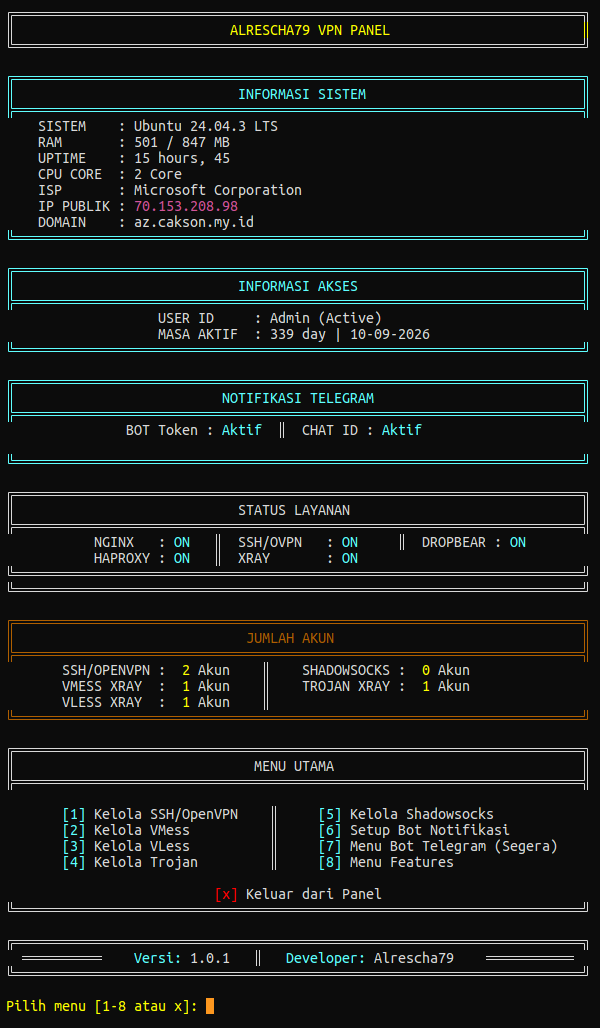 ALRESCHA79 VPN PANEL
INFORMASI SISTEM
SISTEM : Ubuntu 24.04.3 LTS
RAM : 501 / 847 MB
UPTIME : 15 hours, 45
CPU CORE : 2 Core
ISP : Microsoft Corporation
IP PUBLIK : 70.153.208.98
DOMAIN : az.cakson.my.id
INFORMASI AKSES
USER ID : Admin (Active)
MASA AKTIF : 339 day | 10-09-2026
NOTIFIKASI TELEGRAM
BOT Token : Aktif ║ CHAT ID : Aktif
STATUS LAYANAN
NGINX : ON ║ SSH/OVPN : ON ║ DROPBEAR : ON
HAPROXY : ON ║ XRAY : ON
JUMLAH AKUN
SSH/OPENVPN : 2 Akun ║ SHADOWSOCKS : 0 Akun
VMESS XRAY : 1 Akun ║ TROJAN XRAY : 1 Akun
VLESS XRAY : 1 Akun ║
MENU UTAMA
[1] Kelola SSH/OpenVPN ║ [5] Kelola Shadowsocks
[2] Kelola VMess ║ [6] Setup Bot Notifikasi
[3] Kelola VLess ║ [7] Menu Bot Telegram (Segera)
[4] Kelola Trojan ║ [8] Menu Features
[x] Keluar dari Panel
Versi: 1.0.1 ║ Developer: Alrescha79
Pilih menu [1-8 atau x]: